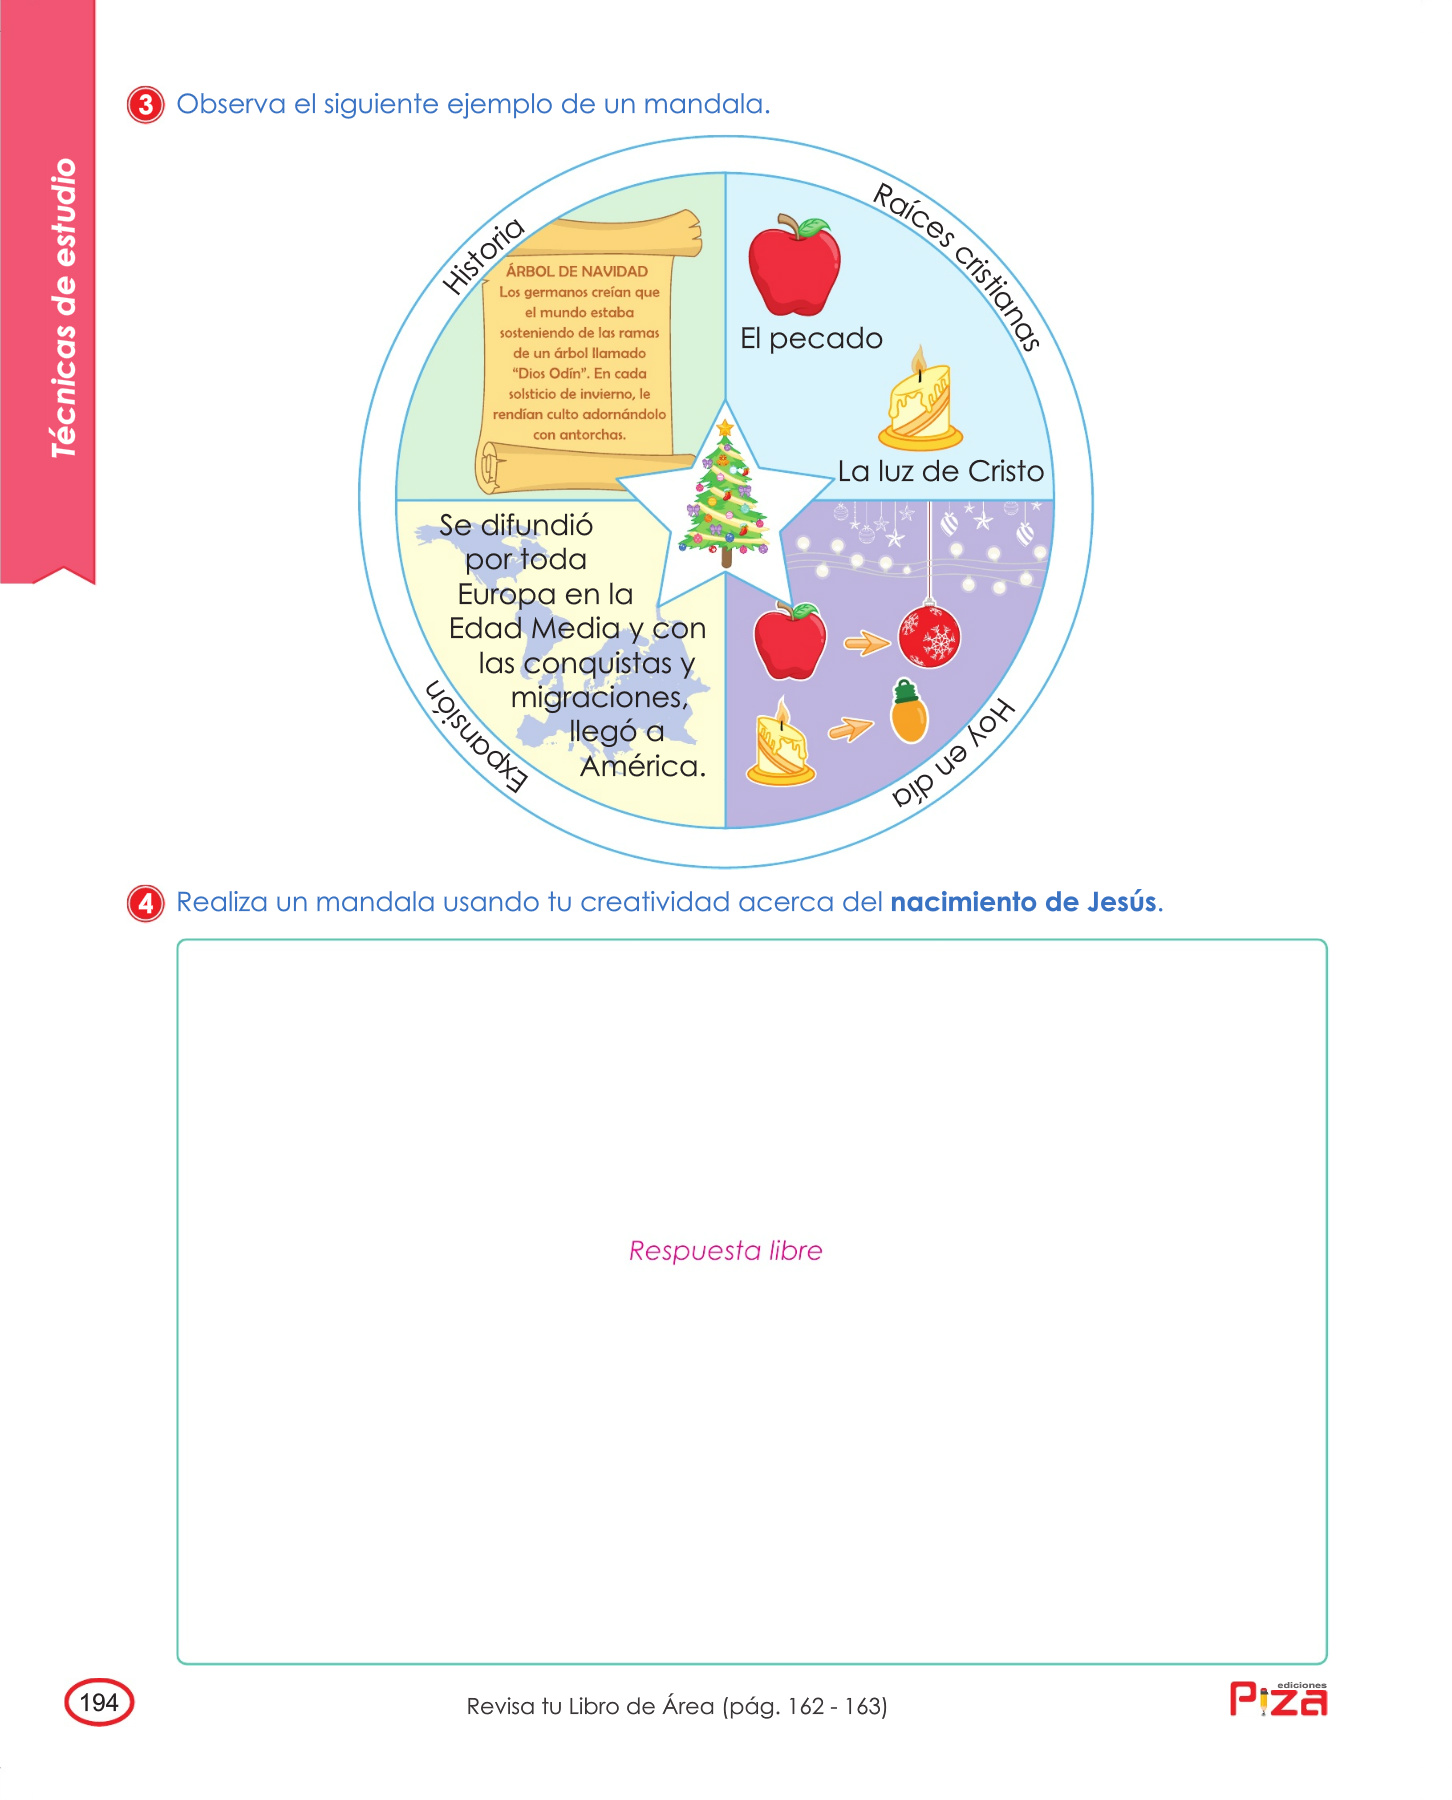 Técnicas de estudio
3 Observa el siguiente ejemplo de un mandala.
Historia
ÁRBOL DE NAVIDAD
Los germanos creían que
el mundo estaba
sosteniendo de las ramas
de un árbol llamado
“Dios Odín”. En cada
solsticio de invierno, le
rendían culto adornándolo
con antorchas.
Raíces cristianas
El pecado
La luz de Cristo
Se difundió
por toda
Europa en la
Edad Media y con
las conquistas y
migraciones,
llegó a
América.
Expansión
Hoy en día
4 Realiza un mandala usando tu creatividad acerca del nacimiento de Jesús.
Respuesta libre
194
Revisa tu Libro de Área (pág. 162 - 163)
ediciones
Piza